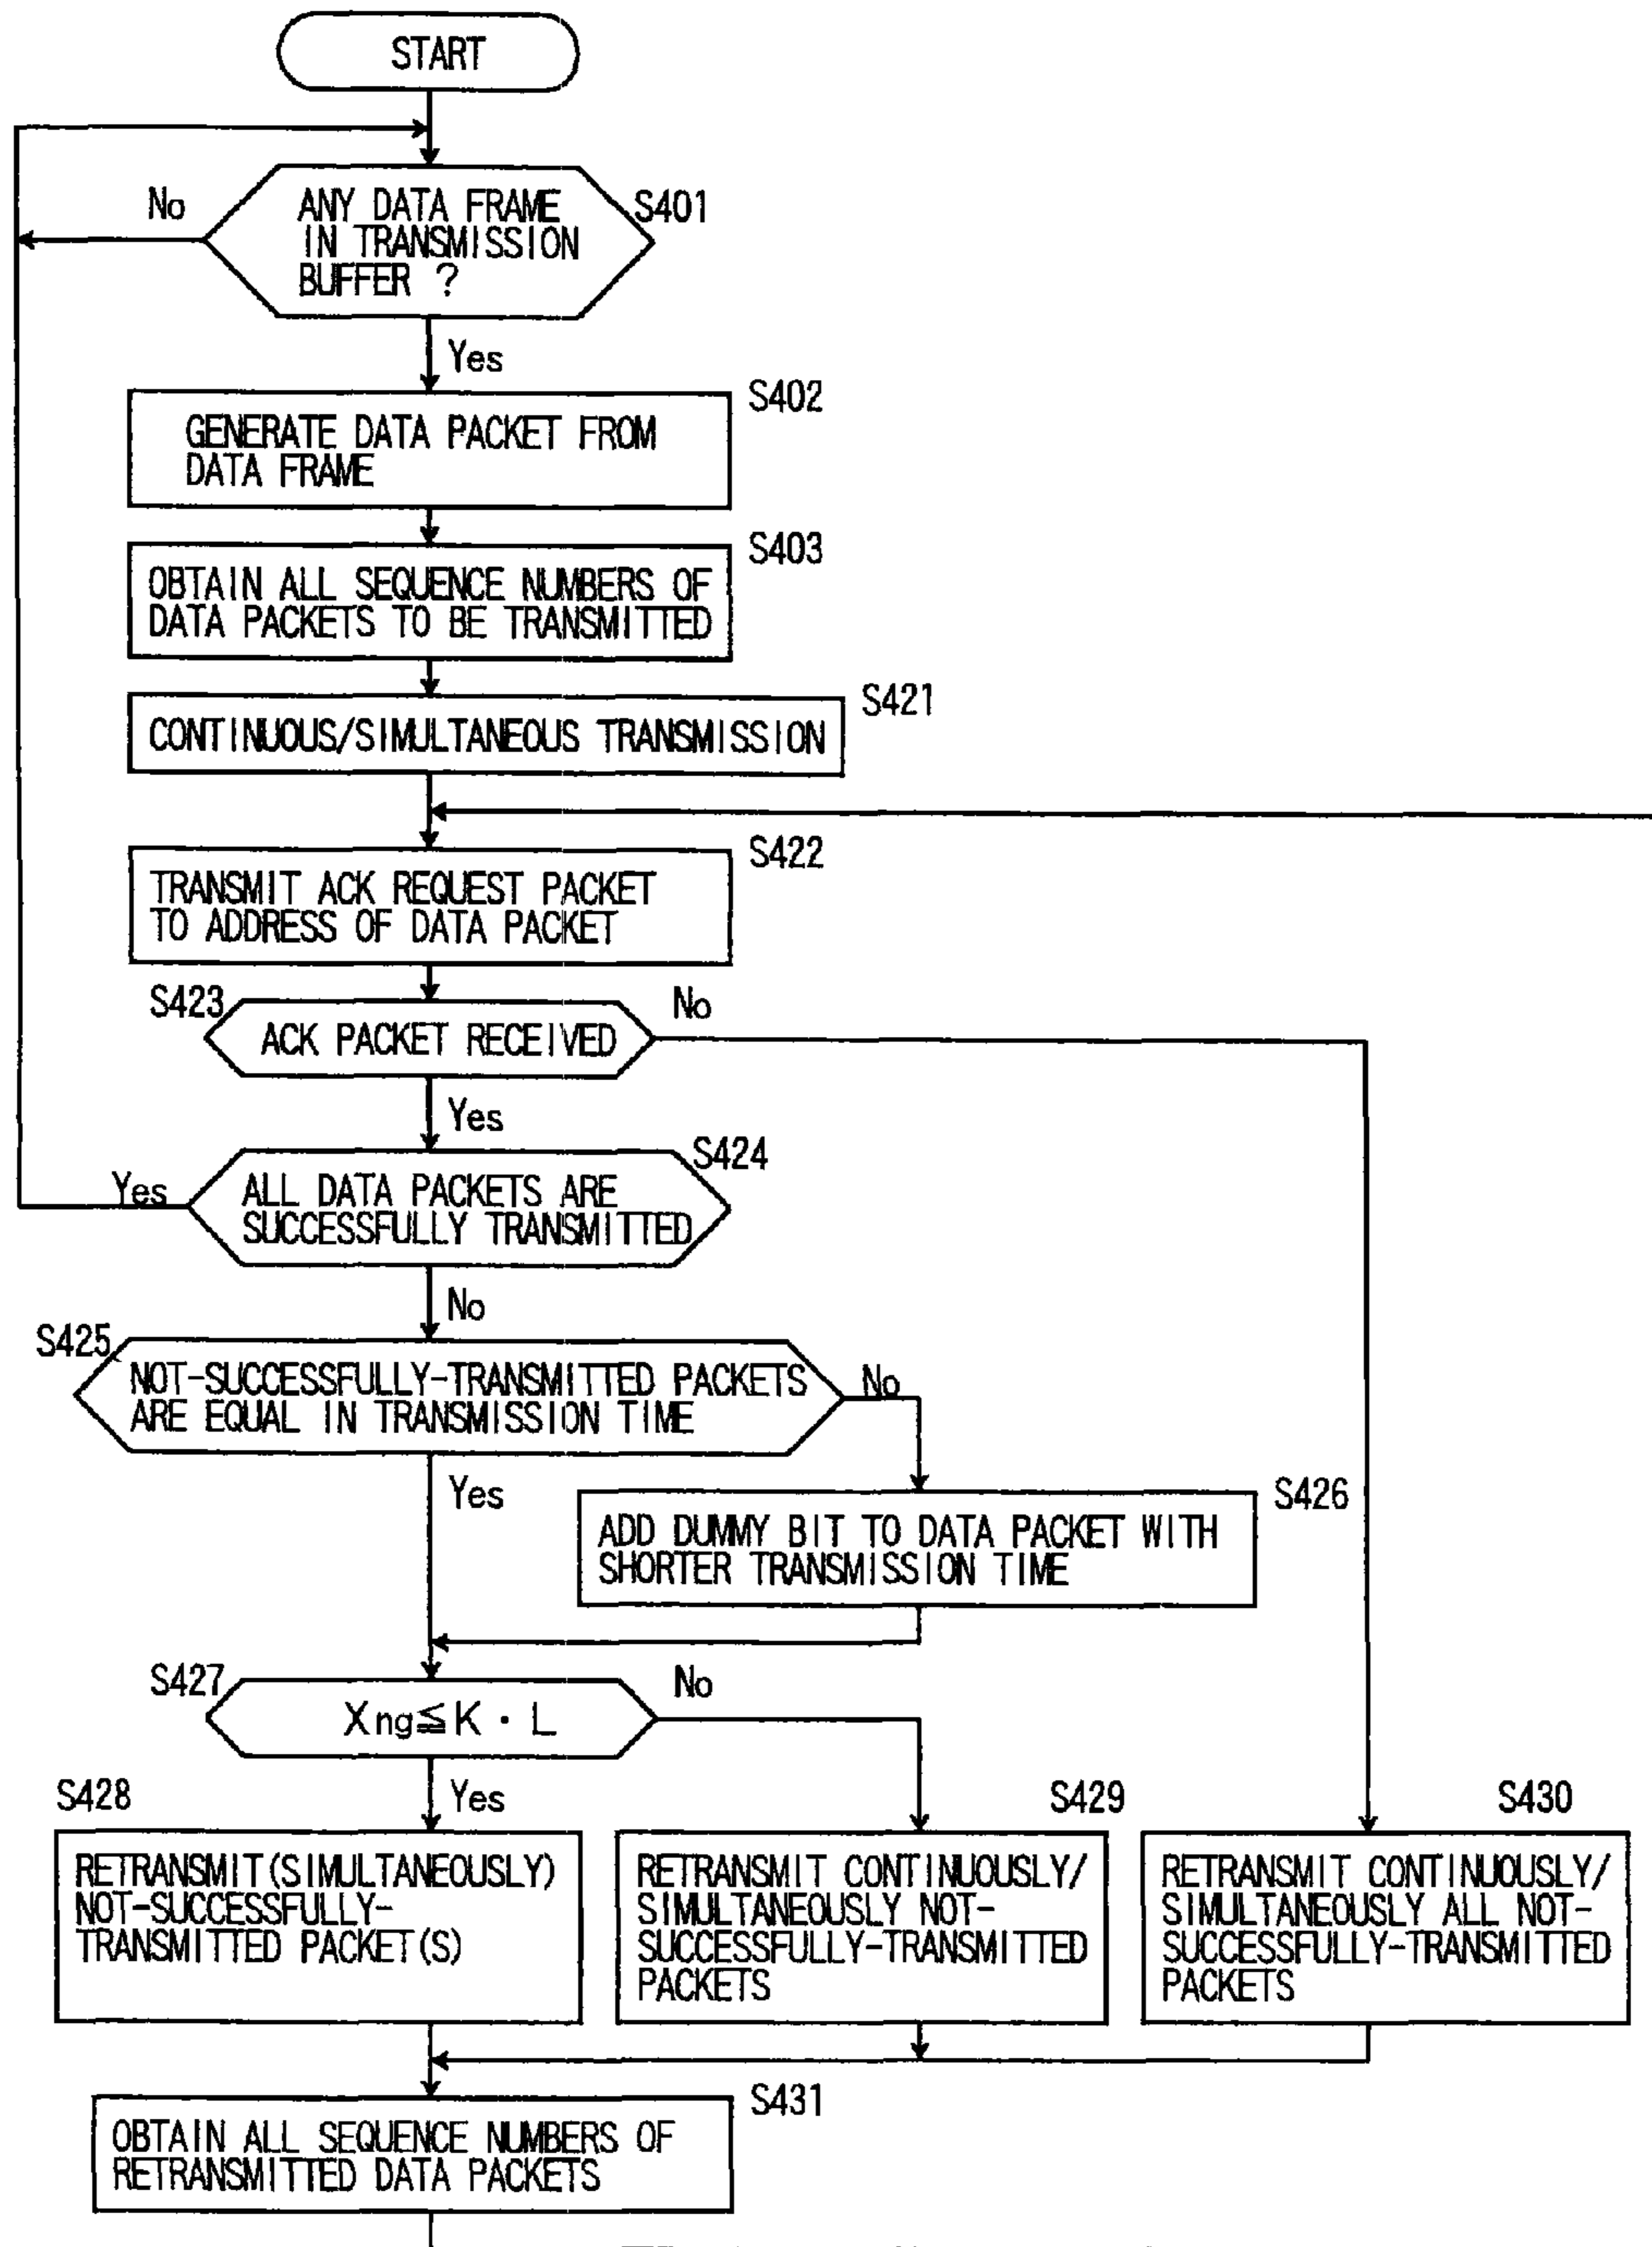 START
No
ANY DATA FRAME
IN TRANSMISSION
BUFFER ?
S401
Yes
S402
GENERATE DATA PACKET FROM
DATA FRAME
S403
OBTAIN ALL SEQUENCE NUMBERS OF
DATA PACKETS TO BE TRANSMITTED
S421
CONTINUOUS/SIMULTANEOUS TRANSMISSION
S422
TRANSMIT ACK REQUEST PACKET
TO ADDRESS OF DATA PACKET
S423
No
ACK PACKET RECEIVED
Yes
S424
Yes
ALL DATA PACKETS ARE
SUCCESSFULLY TRANSMITTED
No
S425
NOT-SUCCESSFULLY-TRANSMITTED PACKETS
ARE EQUAL IN TRANSMISSION TIME
No
Yes
S426
ADD DUMMY BIT TO DATA PACKET WITH
SHORTER TRANSMISSION TIME
S427
No
Xng≦K・L
Yes
S428
RETRANSMIT(SIMULTANEOUSLY)
NOT-SUCCESSFULLY-
TRANSMITTED PACKET(S)
S429
RETRANSMIT CONTINUOUSLY/
SIMULTANEOUSLY NOT-
SUCCESSFULLY-TRANSMITTED
PACKETS
S430
RETRANSMIT CONTINUOUSLY/
SIMULTANEOUSLY ALL NOT-
SUCCESSFULLY-TRANSMITTED
PACKETS
S431
OBTAIN ALL SEQUENCE NUMBERS OF
RETRANSMITTED DATA PACKETS